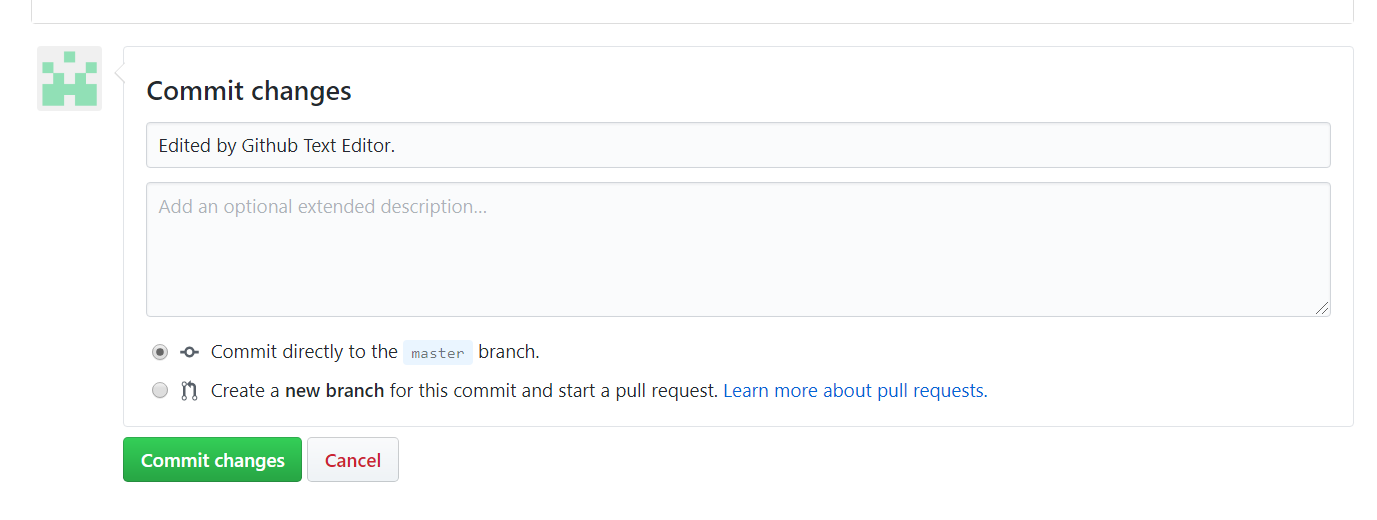 Commit changes
Edited by Github Text Editor.
Add an optional extended description...
Commit directly to the master branch.
Create a new branch for this commit and start a pull request. Learn more about pull requests.
Commit changes Cancel